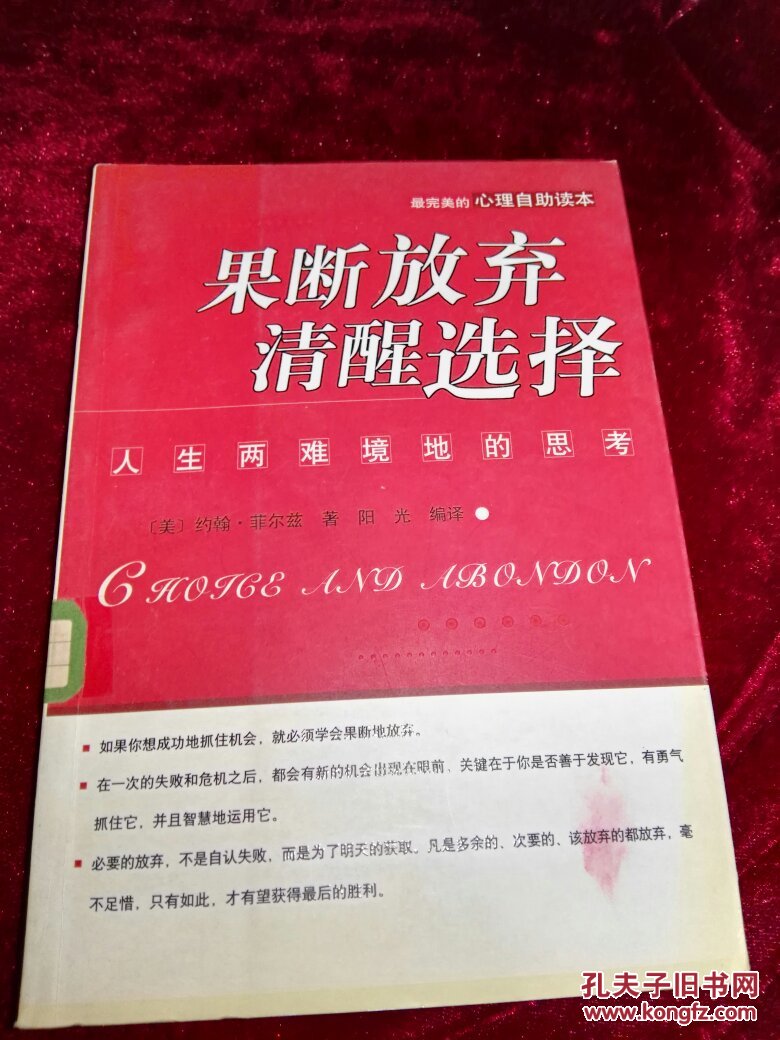 最完美的 心理自助读本
果断放弃
清醒选择
人生两难境地的思考
〔美〕约翰·菲尔兹 著 阳 光 编译
CHOICE AND ABONDON
如果你想成功地抓住机会，就必须学会果断地放弃。
在一次的失败和危机之后，都会有新的机会出现在眼前，关键在于你是否善于发现它，有勇气
抓住它，并且智慧地运用它。
必要的放弃，不是自认失败，而是为了明天的获取。凡是多余的、次要的、该放弃的都放弃，毫
不足惜，只有如此，才有望获得最后的胜利。
孔夫子旧书网
www.kongfz.com